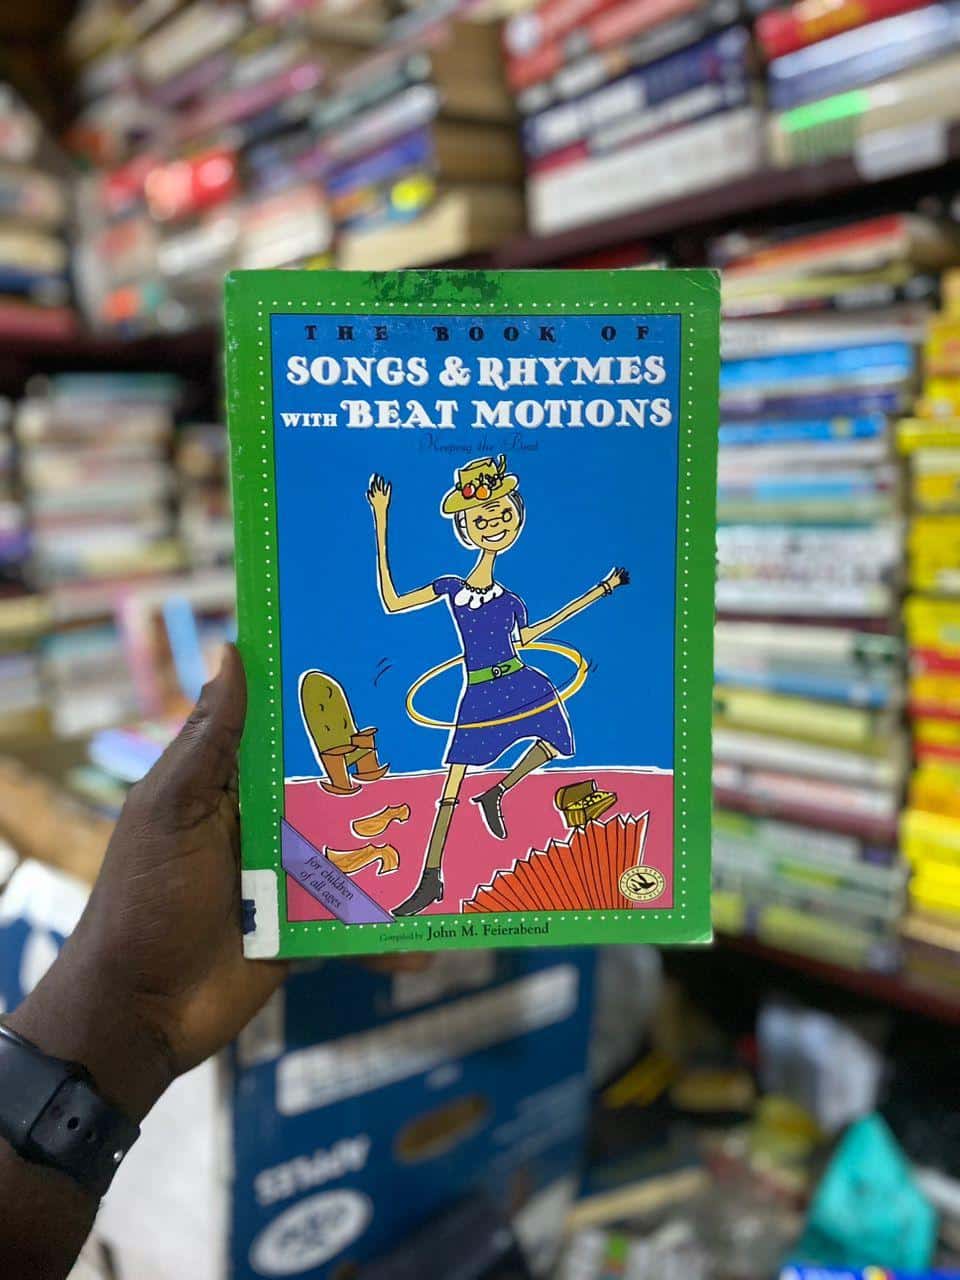 THE BOOK OF
SONGS & RHYMES
WITH BEAT MOTIONS
Keeping the Beat
for children
of all ages
Compiled by John M. Feierabend
APPLES